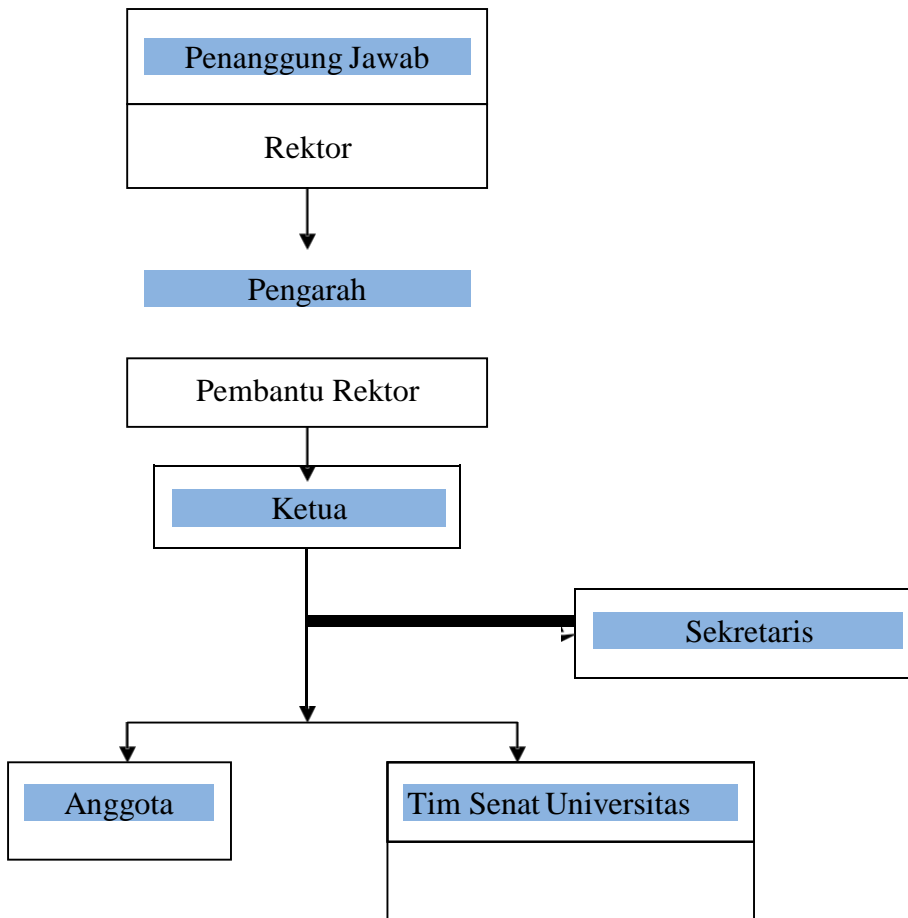 Penanggung Jawab
Rektor
Pengarah
Pembantu Rektor
Ketua
Sekretaris
Anggota
Tim Senat Universitas